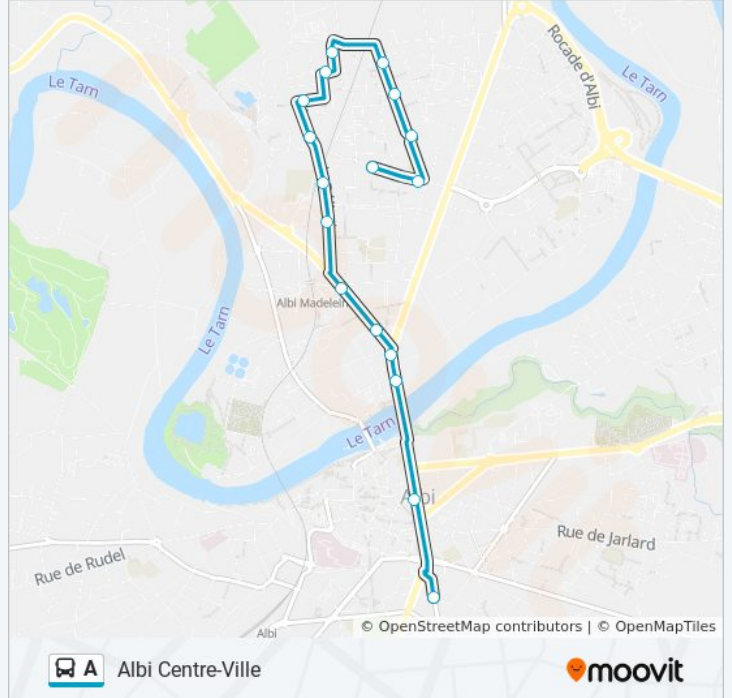 Le Tarn
Rocade d'Albi
Le Tarn
Le Tarn
Albi Madelein
Le Tarn
Albi
Rue de Jarlard
Rue de Rudel
Albi
© OpenStreetMap contributors | © OpenMapTiles
A Albi Centre-Ville
moovit